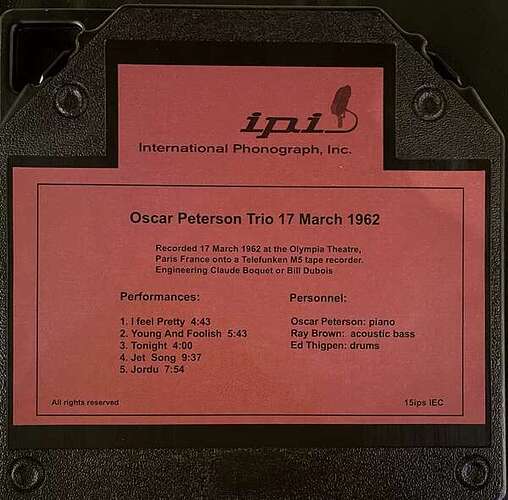 ipi
International Phonograph, Inc.
Oscar Peterson Trio 17 March 1962
Recorded 17 March 1962 at the Olympia Theatre,
Paris France onto a Telefunken M5 tape recorder.
Engineering Claude Boquet or Bill Dubois
Performances:
1. I feel Pretty 4:43
2. Young And Foolish 5:43
3. Tonight 4:00
4. Jet Song 9:37
5. Jordu 7:54
Personnel:
Oscar Peterson: piano
Ray Brown: acoustic bass
Ed Thigpen: drums
All rights reserved
15ips IEC